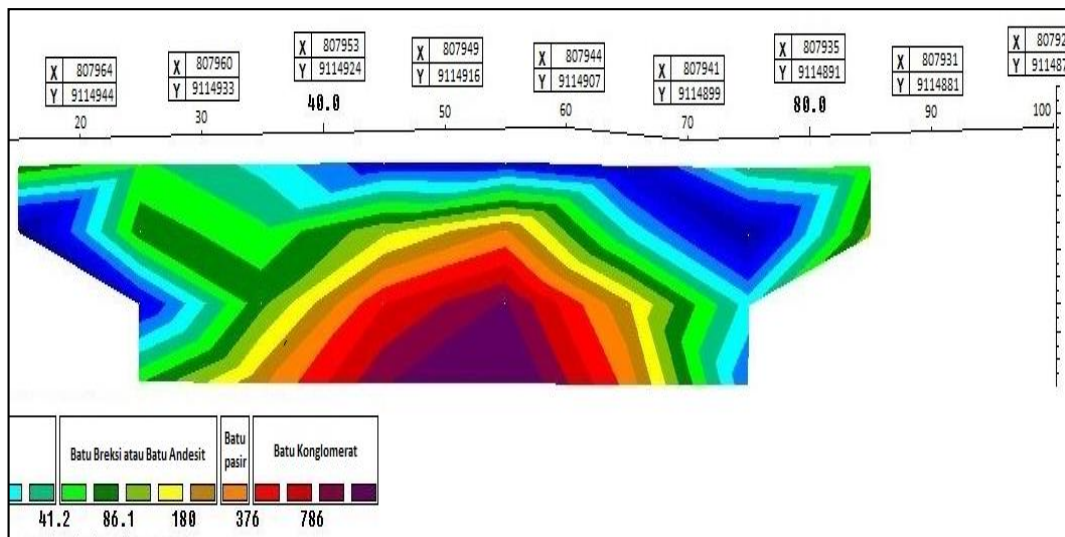 X 807964
Y 9114944
X 807960
Y 9114933
X 807953
Y 9114924
X 807949
Y 9114916
X 807944
Y 9114907
X 807941
Y 9114899
X 807935
Y 9114891
X 807931
Y 9114881
X 80792
Y 911487
20 30 40.0 50 60 70 80.0 90 100
Batu Breksi atau Batu Andesit
Batu
pasir
Batu Konglomerat
41.2 86.1 180 376 786